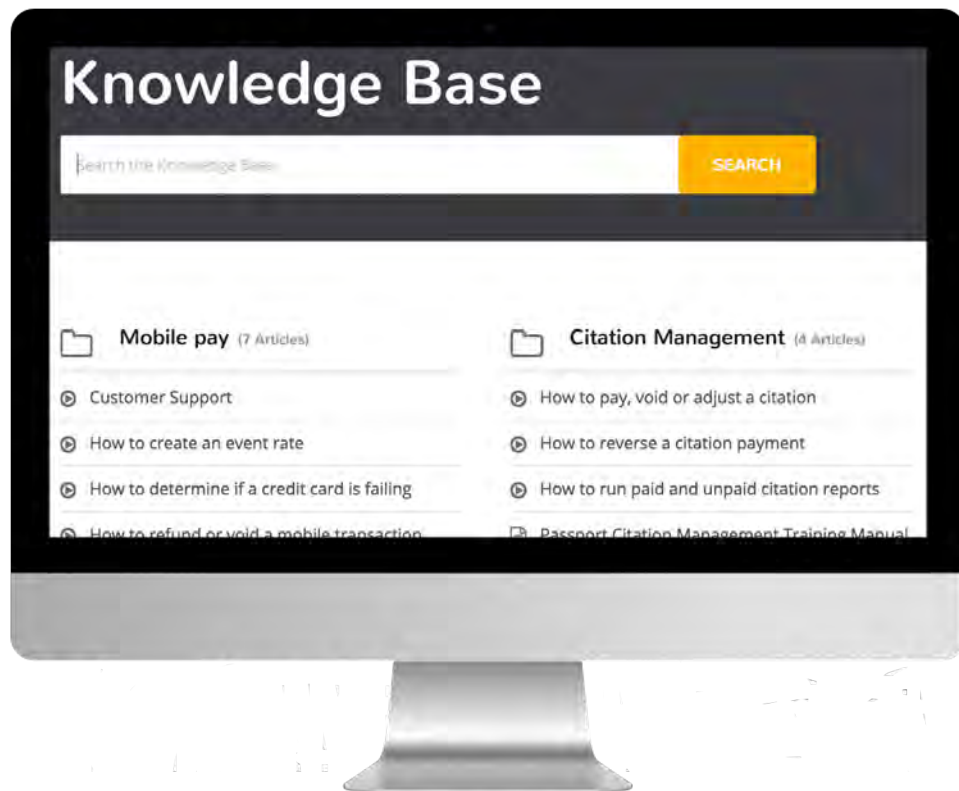 Knowledge Base
Search the Knowledge Base
SEARCH
Mobile pay (7 Articles)
Customer Support
How to create an event rate
How to determine if a credit card is failing
How to refund or void a mobile transaction
Citation Management (4 Articles)
How to pay, void or adjust a citation
How to reverse a citation payment
How to run paid and unpaid citation reports
Passport Citation Management Training Manual